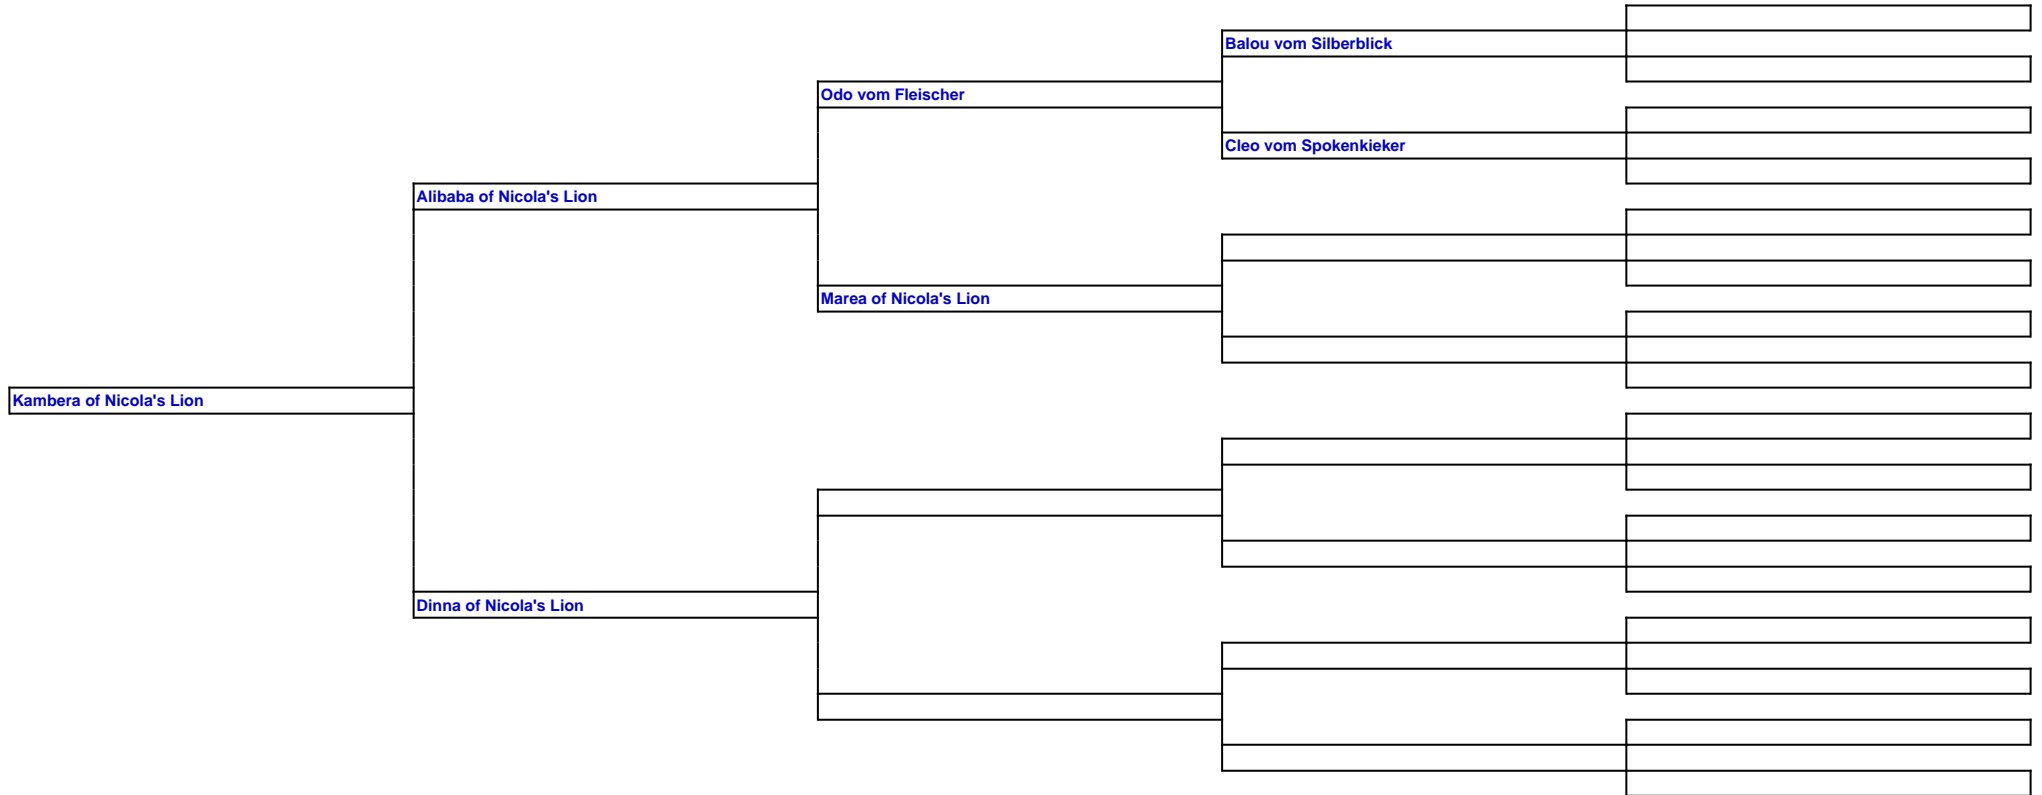 Balou vom Silberblick
Odo vom Fleischer
Cleo vom Spokenkieker
Alibaba of Nicola's Lion
Marea of Nicola's Lion
Kambera of Nicola's Lion
Dinna of Nicola's Lion